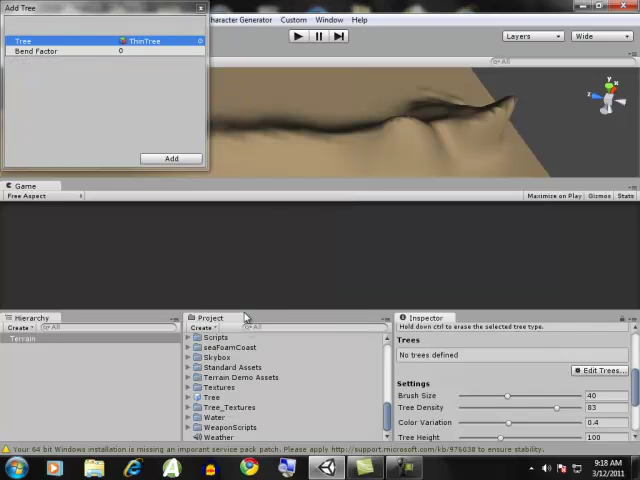 Add Tree
haracter Generator Custom Window Help
Tree ThinTree
Bend Factor 0
Add
Layers Wide
All
y x
z
Game
Free Aspect Maximize on Play Gizmos Stats
Hierarchy
Create All
Terrain
Project
Create All
Scripts
seaFoamCoast
Skybox
Standard Assets
Terrain Demo Assets
Textures
Tree
Tree_Textures
Water
WeaponScripts
Weather
Inspector
Hold down ctrl to erase the selected tree type.
Trees
No trees defined
Edit Trees...
Settings
Brush Size 40
Tree Density 83
Color Variation 0.4
Tree Height 100
Your 64 bit Windows installation is missing an imporant service pack patch. Please apply http://support.microsoft.com/kb/976038 to ensure stability.
9:18 AM
3/12/2011